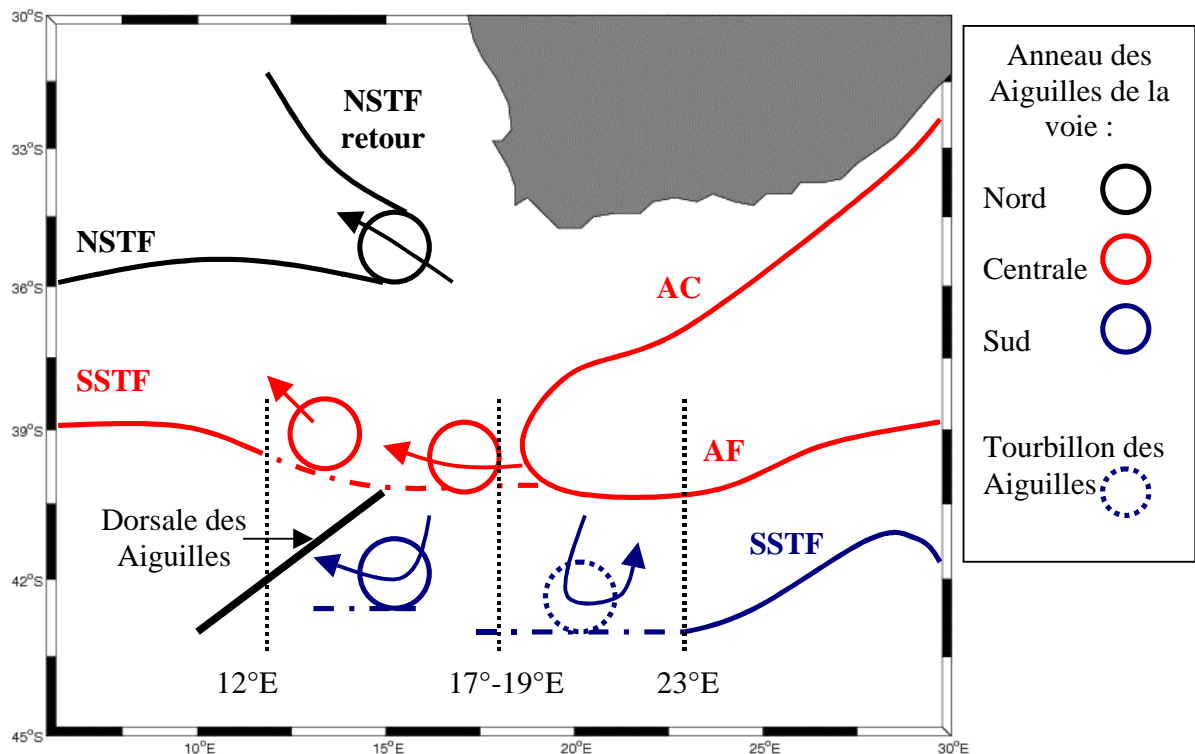 30°S
33°S
36°S
39°S
42°S
45°S
10°E
15°E
20°E
25°E
30°E
NSTF
retour
NSTF
AC
SSTF
AF
Dorsale des
Aiguilles
SSTF
12°E
17°-19°E
23°E
Anneau des
Aiguilles de la
voie :
Nord
Centrale
Sud
Tourbillon des
Aiguilles